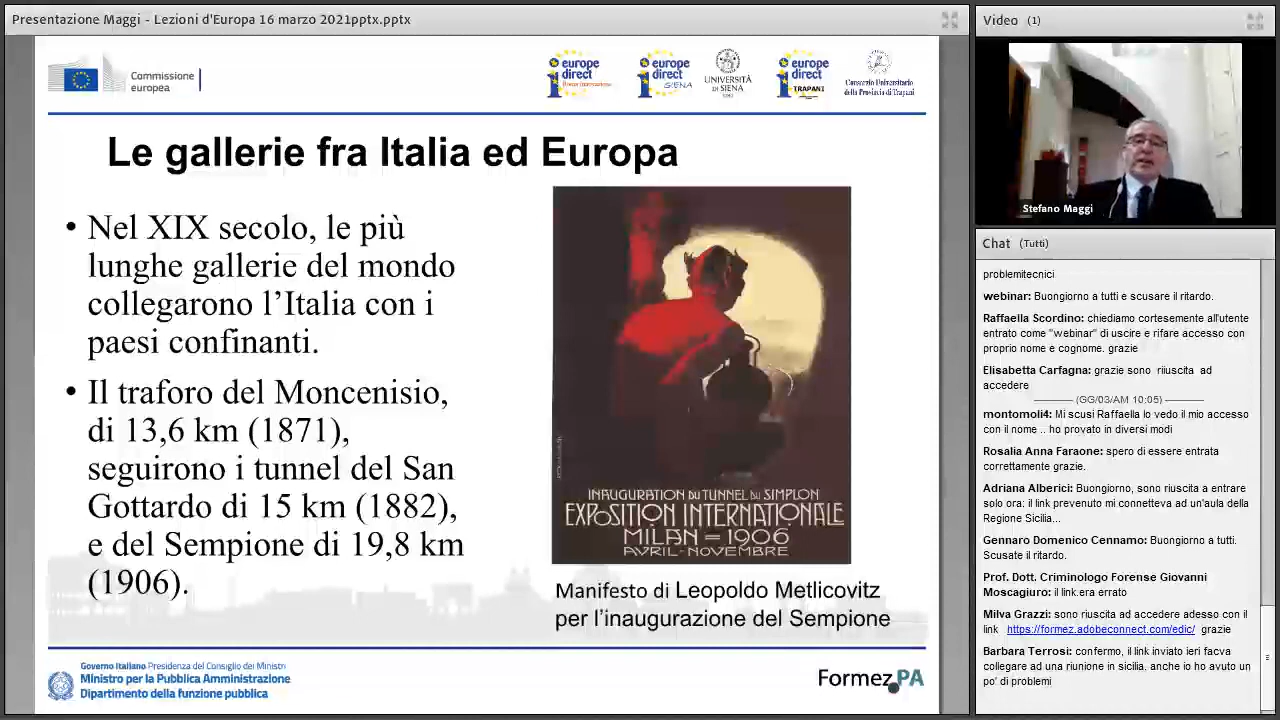 Presentazione Maggi - Lezioni d'Europa 16 marzo 2021pptx.pptx
Commissione
europea
europe
direct
europe
direct
SIENA
UNIVERSITÀ
DI SIENA
1240
europe
direct
TRAPANI
Consorzio Universitario
della Provincia di Trapani
Le gallerie fra Italia ed Europa
• Nel XIX secolo, le più
lunghe gallerie del mondo
collegarono l'Italia con i
paesi confinanti.
• Il traforo del Moncenisio,
di 13,6 km (1871),
seguirono i tunnel del San
Gottardo di 15 km (1882),
e del Sempione di 19,8 km
(1906).
INAUGURATION DU TUNNEL DU SIMPLON
EXPOSITION INTERNATIONALE
MILAN = 1906
AVRIL-NOVEMBRE
Manifesto di Leopoldo Metlicovitz
per l'inaugurazione del Sempione
Governo Italiano Presidenza del Consiglio dei Ministri
Ministro per la Pubblica Amministrazione
Dipartimento della funzione pubblica
Formez PA
Video (1)
Stefano Maggi
Chat (Tutti)
problemitecnici
webinar: Buongiorno a tutti e scusare il ritardo.
Raffaella Scordino: chiediamo cortesemente all'utente
entrato come "webinar" di uscire e rifare accesso con
proprio nome e cognome. grazie
Elisabetta Carfagna: grazie sono riiuscita ad
accedere
(GG/03/AM 10:05)
montomoli4: Mi scusi Raffaella lo vedo il mio accesso
con il nome .. ho provato in diversi modi
Rosalia Anna Faraone: spero di essere entrata
correttamente grazie.
Adriana Alberici: Buongiorno, sono riuscita a entrare
solo ora: il link prevenuto mi connetteva ad un'aula della
Regione Sicilia...
Gennaro Domenico Cennamo: Buongiorno a tutti.
Scusate il ritardo.
Prof. Dott. Criminologo Forense Giovanni
Moscagiuro: il link.era errato
Milva Grazzi: sono riuscita ad accedere adesso con il
link https://formez.adobeconnect.com/edic/ grazie
Barbara Terrosi: confermo, il link inviato ieri facva
collegare ad una riunione in sicilia. anche io ho avuto un
po' di problemi